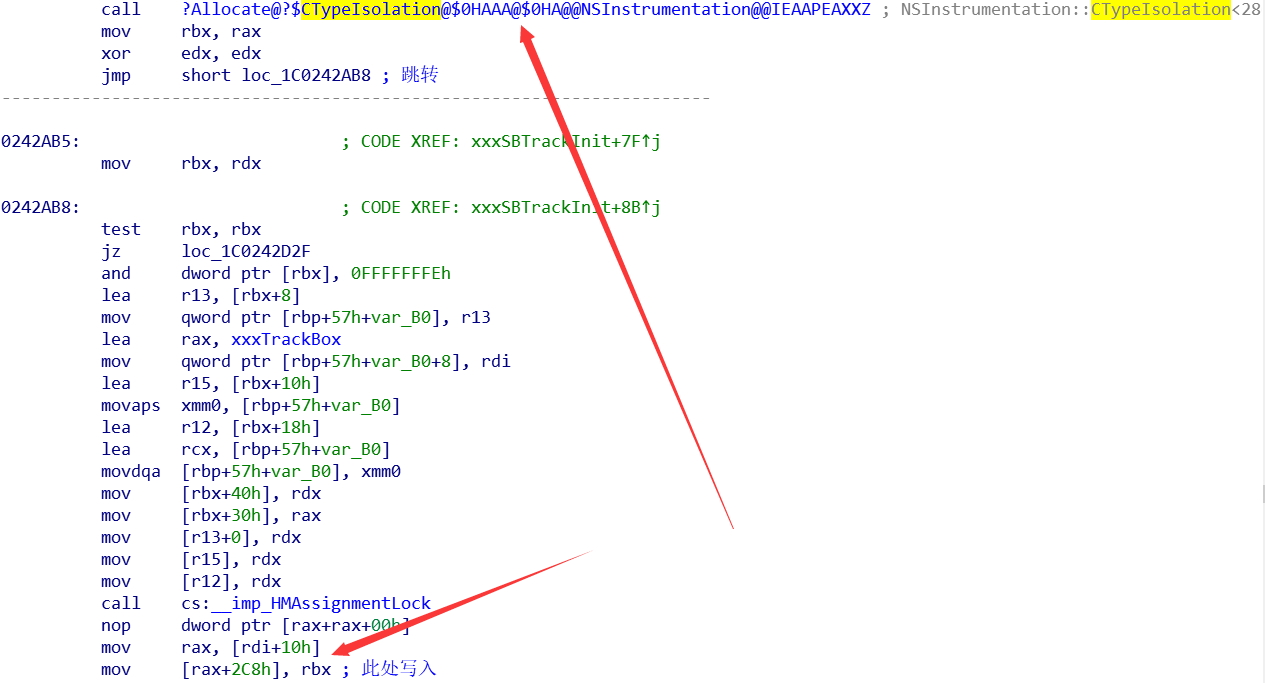 call ?Allocate@?$CTypeIsolation@$0HAAA@$0HA@@NSInstrumentation@@IEAAPEAXXZ ; NSInstrumentation::CTypeIsolation<28
mov rbx, rax
xor edx, edx
jmp short loc_1C0242AB8 ; 跳转
-----------------------------------------------------------------------
0242AB5: ; CODE XREF: xxxSBTrackInit+7F↑j
mov rbx, rdx
0242AB8: ; CODE XREF: xxxSBTrackInit+8B↑j
test rbx, rbx
jz loc_1C0242D2F
and dword ptr [rbx], 0FFFFFFFEh
lea r13, [rbx+8]
mov qword ptr [rbp+57h+var_B0], r13
lea rax, xxxTrackBox
mov qword ptr [rbp+57h+var_B0+8], rdi
lea r15, [rbx+10h]
movaps xmm0, [rbp+57h+var_B0]
lea r12, [rbx+18h]
lea rcx, [rbp+57h+var_B0]
movdqa [rbp+57h+var_B0], xmm0
mov [rbx+40h], rdx
mov [rbx+30h], rax
mov [r13+0], rdx
mov [r15], rdx
mov [r12], rdx
call cs:__imp_HMAssignmentLock
nop dword ptr [rax+rax+00h]
mov rax, [rdi+10h]
mov [rax+2C8h], rbx ; 此处写入